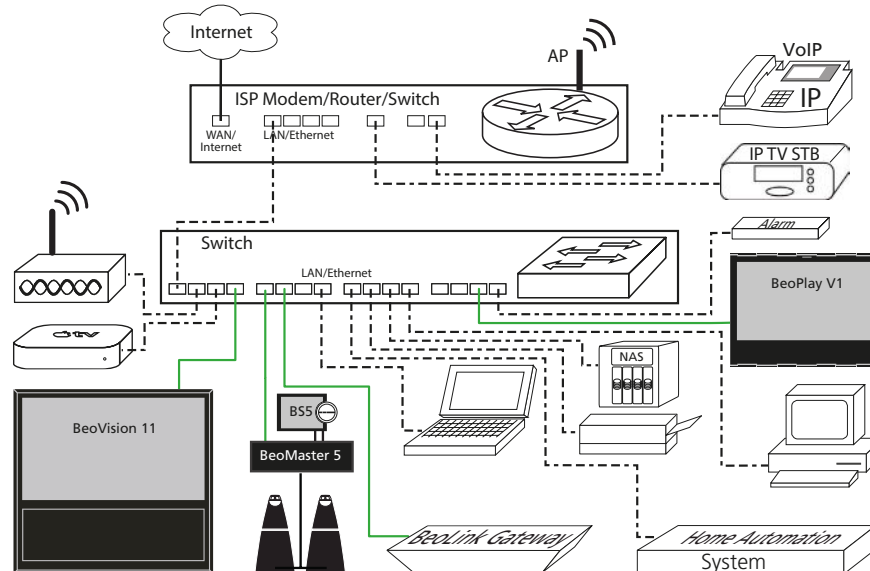 Internet
AP
VoIP
IP
ISP Modem/Router/Switch
WAN/
Internet
LAN/Ethernet
IP TV STB
Alarm
Switch
LAN/Ethernet
BeoPlay V1
tv
NAS
BS5
BeoVision 11
BeoMaster 5
BeoLink Gateway
Home Automation
System